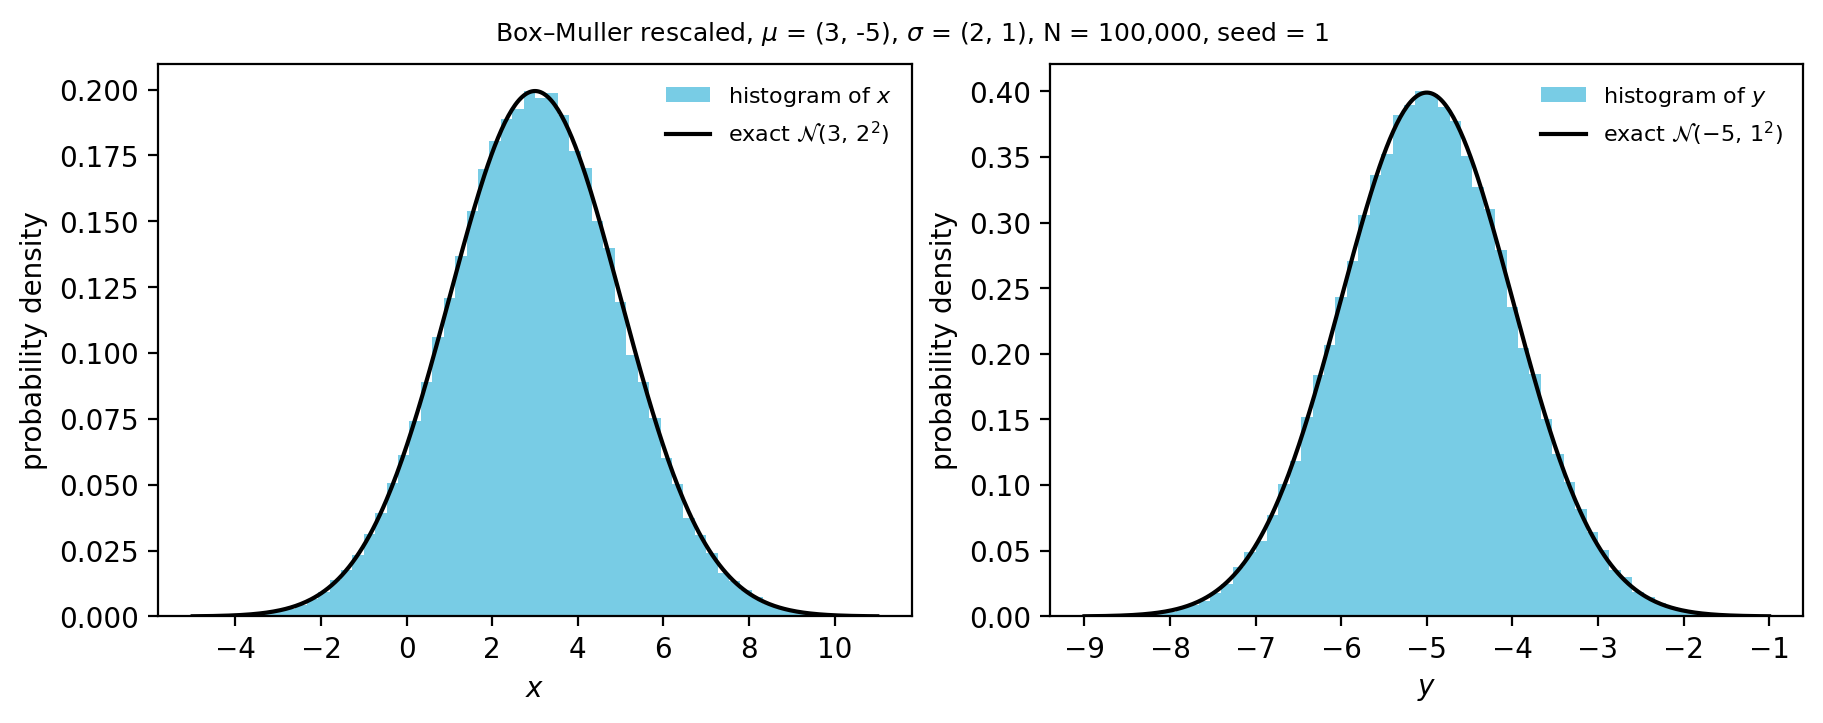 Box–Muller rescaled, μ = (3, -5), σ = (2, 1), N = 100,000, seed = 1
probability density
0.200
0.175
0.150
0.125
0.100
0.075
0.050
0.025
0.000
histogram of x
exact 𝒩(3, 2²)
−4 −2 0 2 4 6 8 10
x
probability density
0.40
0.35
0.30
0.25
0.20
0.15
0.10
0.05
0.00
histogram of y
exact 𝒩(−5, 1²)
−9 −8 −7 −6 −5 −4 −3 −2 −1
y